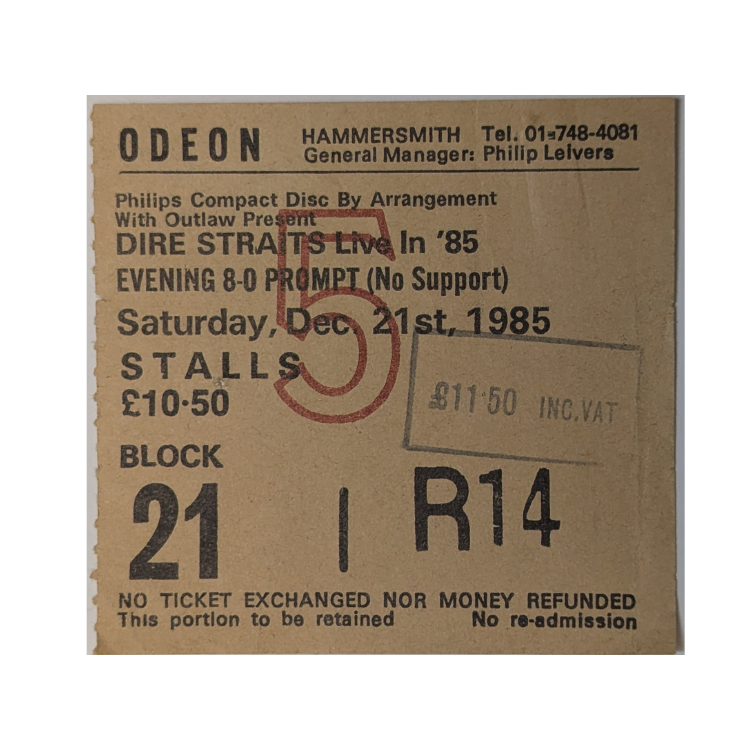 ODEON HAMMERSMITH Tel. 01-748-4081
General Manager: Philip Leivers
Philips Compact Disc By Arrangement
With Outlaw Present
DIRE STRAITS Live In '85
EVENING 8-0 PROMPT (No Support)
Saturday, Dec. 21st, 1985
5
STALLS
£10·50
£11·50 INC. VAT
BLOCK
21 | R14
NO TICKET EXCHANGED NOR MONEY REFUNDED
This portion to be retained No re-admission